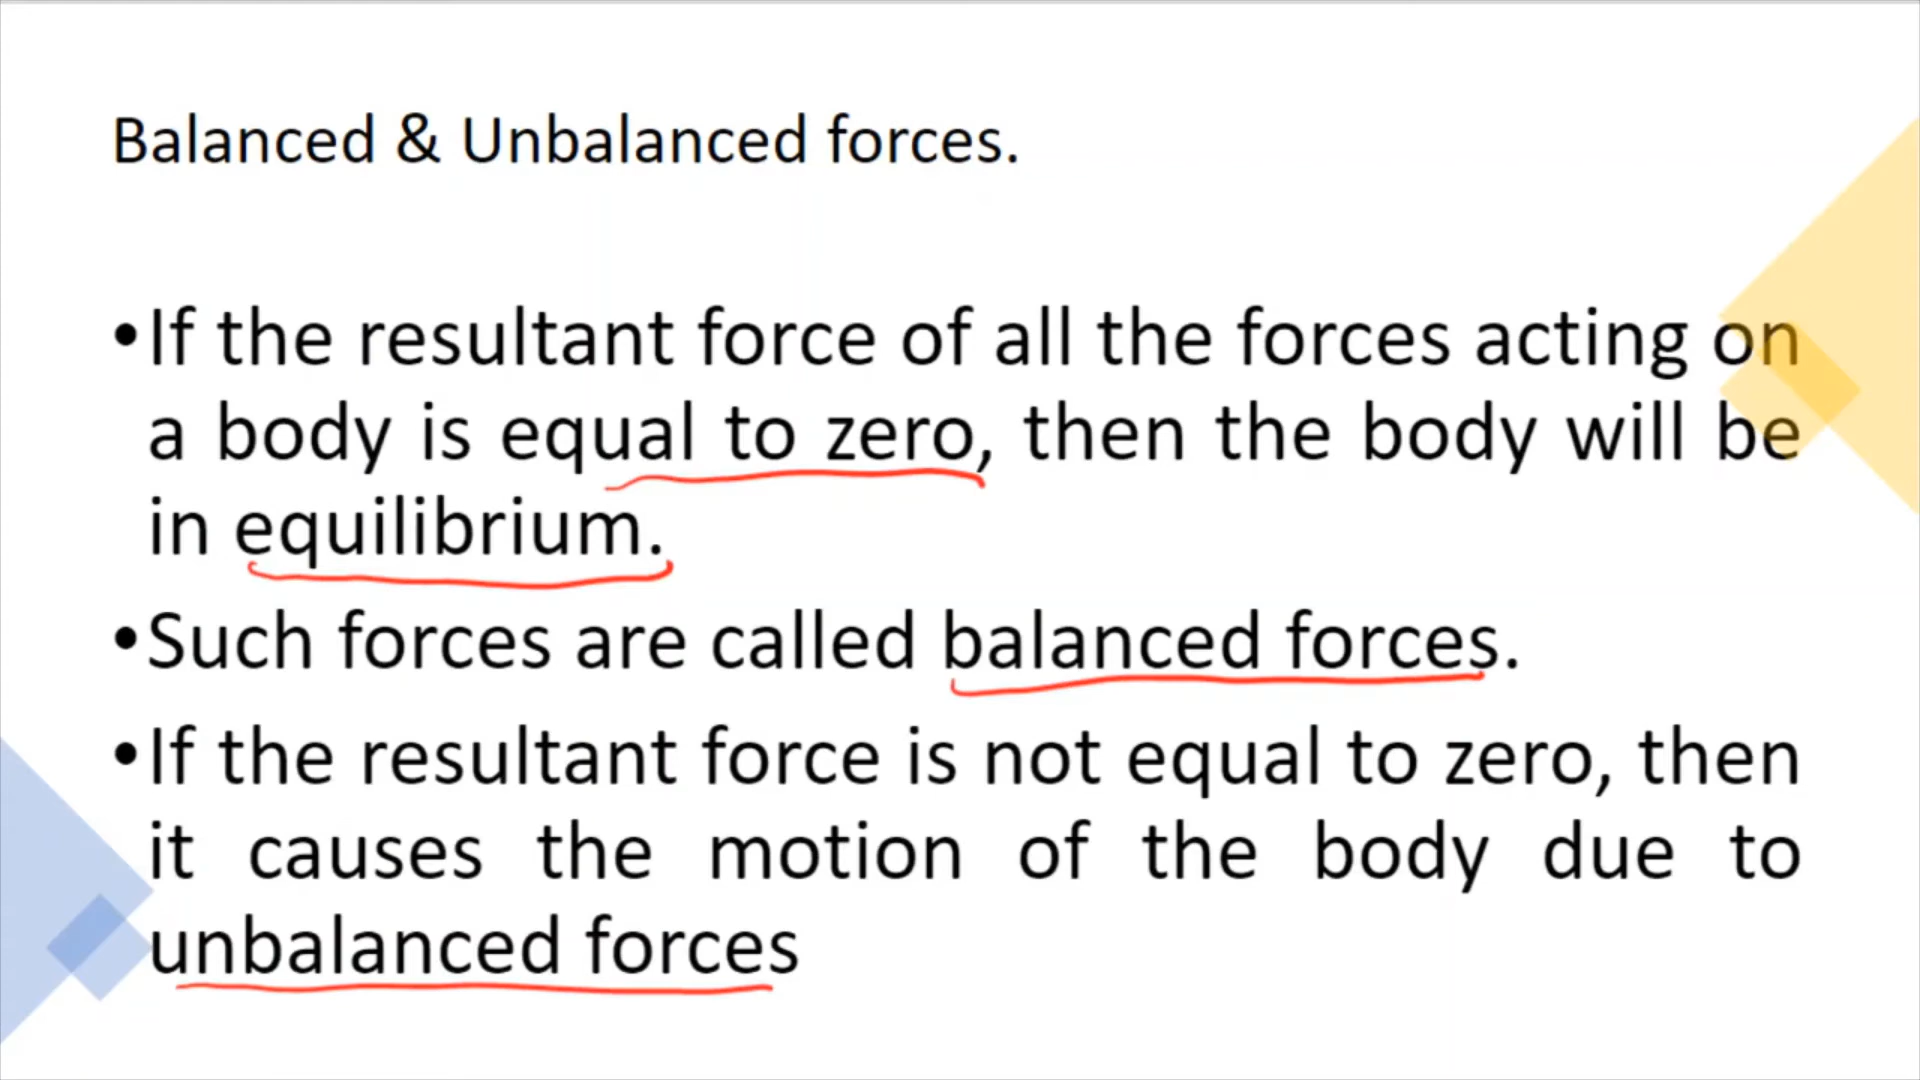 Balanced & Unbalanced forces.
•If the resultant force of all the forces acting on
a body is equal to zero, then the body will be
in equilibrium.
•Such forces are called balanced forces.
•If the resultant force is not equal to zero, then
it causes the motion of the body due to
unbalanced forces